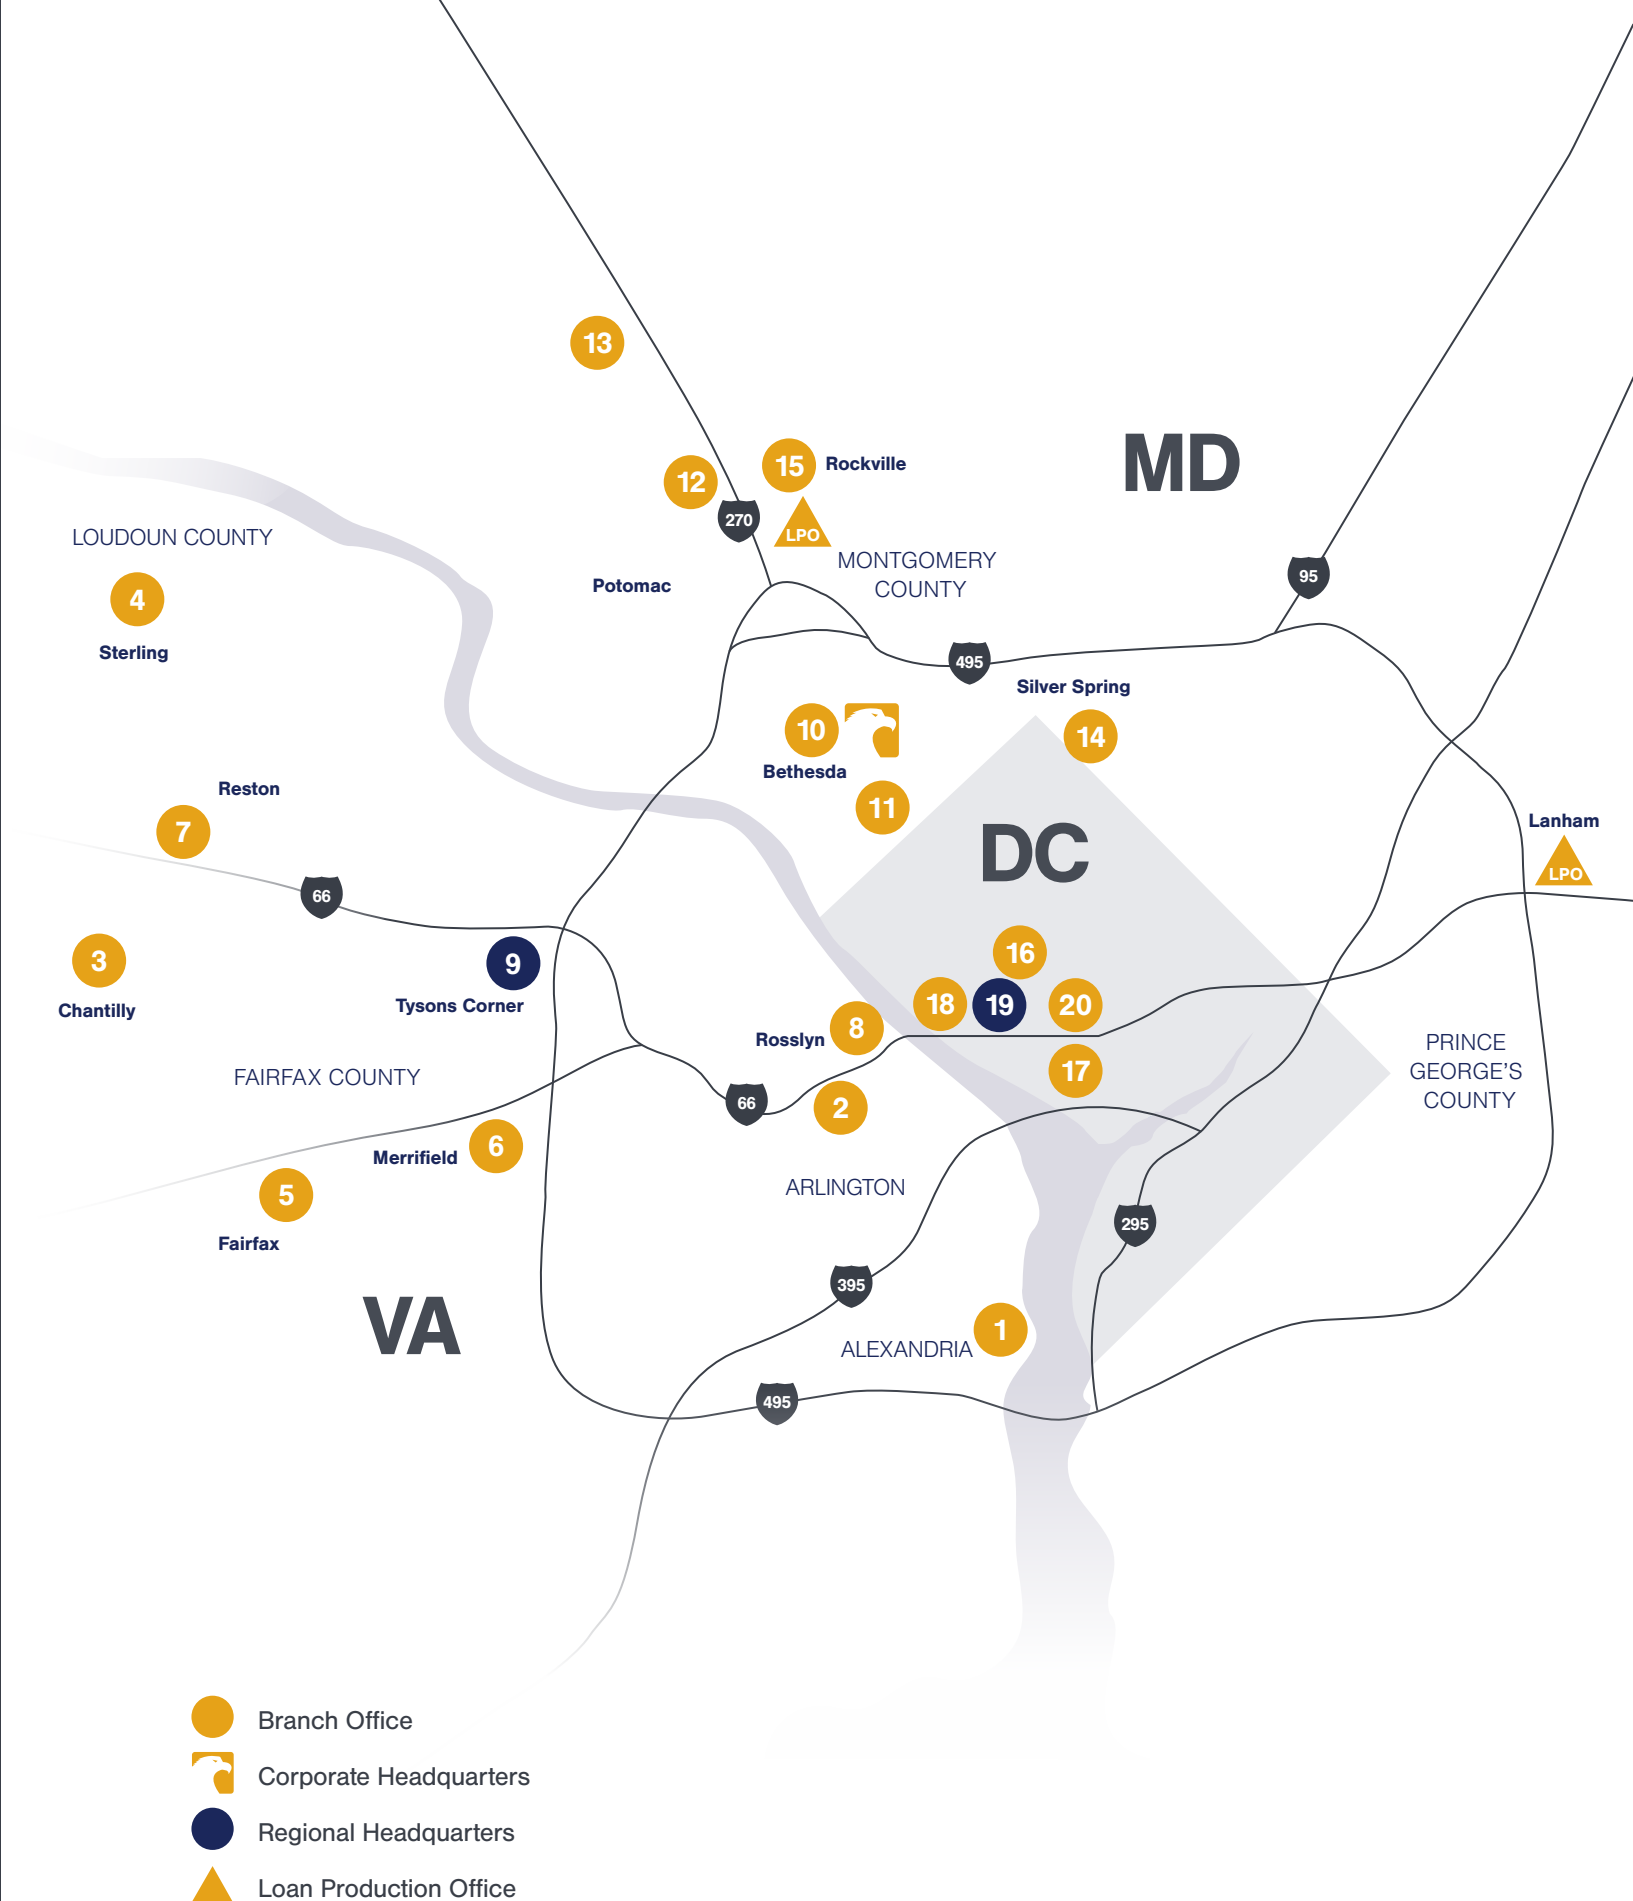 13
MD
15 Rockville
12
270
LPO
LOUDOUN COUNTY
MONTGOMERY
COUNTY
95
Potomac
4
Sterling
495
Silver Spring
10
14
Bethesda
Reston
11
7
Lanham
DC
LPO
66
16
3
9
Chantilly
Tysons Corner
18
19
20
Rosslyn 8
PRINCE
GEORGE'S
COUNTY
FAIRFAX COUNTY
17
66
2
Merrifield 6
5
ARLINGTON
Fairfax
295
395
VA
ALEXANDRIA 1
495
Branch Office
Corporate Headquarters
Regional Headquarters
Loan Production Office